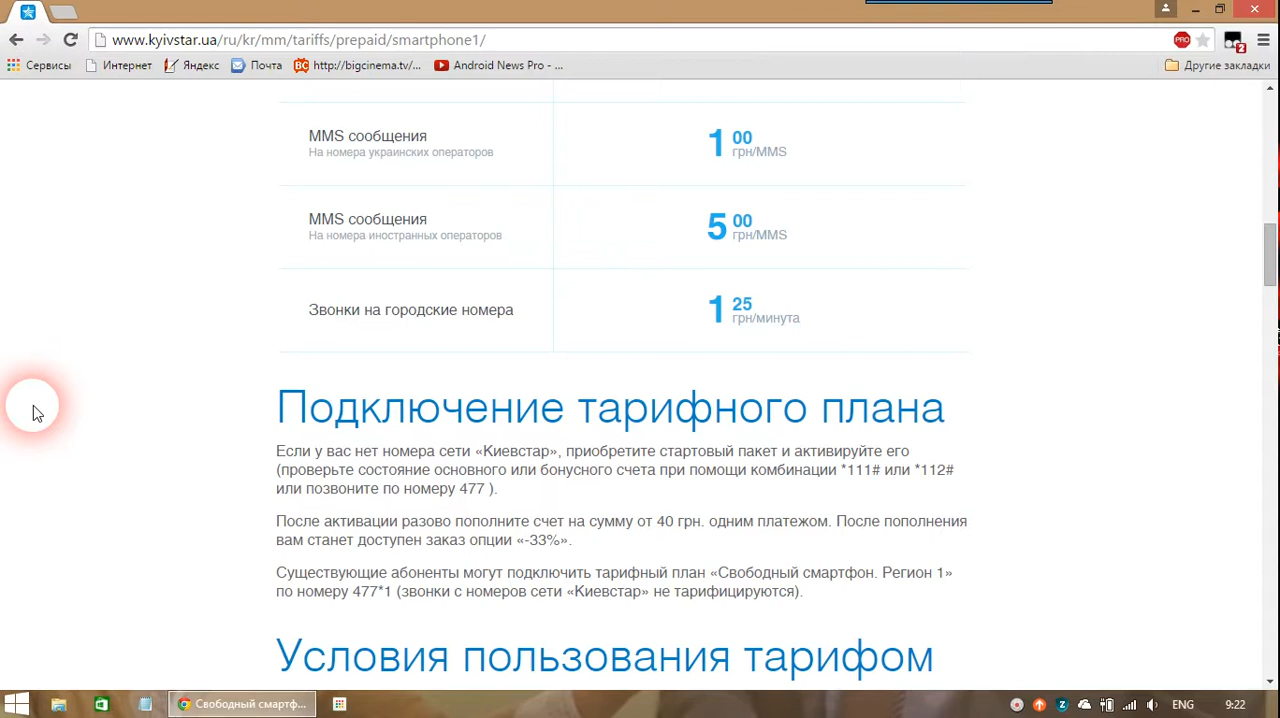 www.kyivstar.ua/ru/kr/mm/tariffs/prepaid/smartphone1/
PRO
2
Сервисы
Интернет
Яндекс
Почта
BC
http://bigcinema.tv/...
Android News Pro - ...
Другие закладки
MMS сообщения
На номера украинских операторов
1 00
грн/MMS
MMS сообщения
На номера иностранных операторов
5 00
грн/MMS
Звонки на городские номера
1 25
грн/минута
Подключение тарифного плана
Если у вас нет номера сети «Киевстар», приобретите стартовый пакет и активируйте его
(проверьте состояние основного или бонусного счета при помощи комбинации *111# или *112#
или позвоните по номеру 477 ).
После активации разово пополните счет на сумму от 40 грн. одним платежом. После пополнения
вам станет доступен заказ опции «-33%».
Существующие абоненты могут подключить тарифный план «Свободный смартфон. Регион 1»
по номеру 477*1 (звонки с номеров сети «Киевстар» не тарифицируются).
Условия пользования тарифом
Свободный смартф...
ENG
9:22